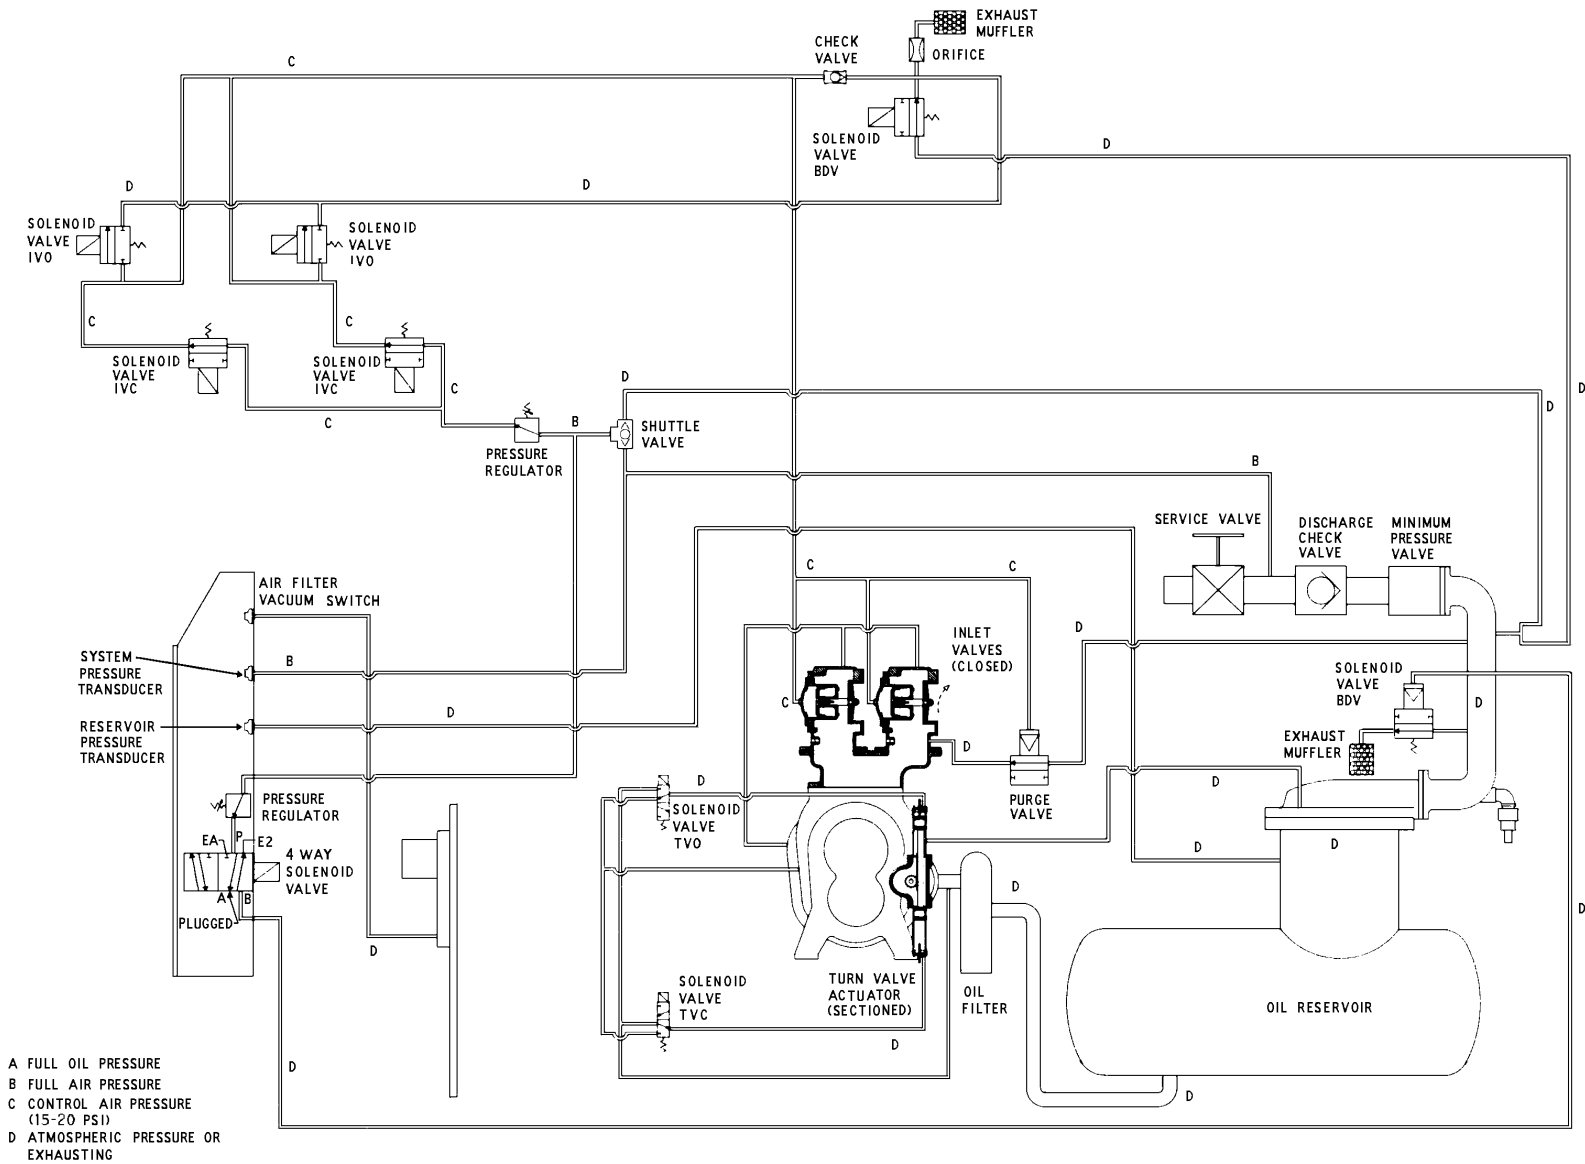 EXHAUST
MUFFLER
CHECK
VALVE
ORIFICE
C
SOLENOID
VALVE
BDV
D
D
D
SOLENOID
VALVE
IVO
SOLENOID
VALVE
IVO
C
C
SOLENOID
VALVE
IVC
SOLENOID
VALVE
IVC
C
C
D
D
D
B
SHUTTLE
VALVE
PRESSURE
REGULATOR
B
SERVICE VALVE
DISCHARGE
CHECK
VALVE
MINIMUM
PRESSURE
VALVE
C
C
AIR FILTER
VACUUM SWITCH
SYSTEM
PRESSURE
TRANSDUCER
B
INLET
VALVES
(CLOSED)
D
SOLENOID
VALVE
BDV
C
D
RESERVOIR
PRESSURE
TRANSDUCER
D
D
EXHAUST
MUFFLER
D
D
PRESSURE
REGULATOR
SOLENOID
VALVE
TVO
PURGE
VALVE
EA
P
E2
4 WAY
SOLENOID
VALVE
A
B
PLUGGED
D
D
D
D
D
SOLENOID
VALVE
TVC
TURN VALVE
ACTUATOR
(SECTIONED)
OIL
FILTER
OIL RESERVOIR
D
D
D
A FULL OIL PRESSURE
B FULL AIR PRESSURE
C CONTROL AIR PRESSURE
(15-20 PSI)
D ATMOSPHERIC PRESSURE OR
EXHAUSTING